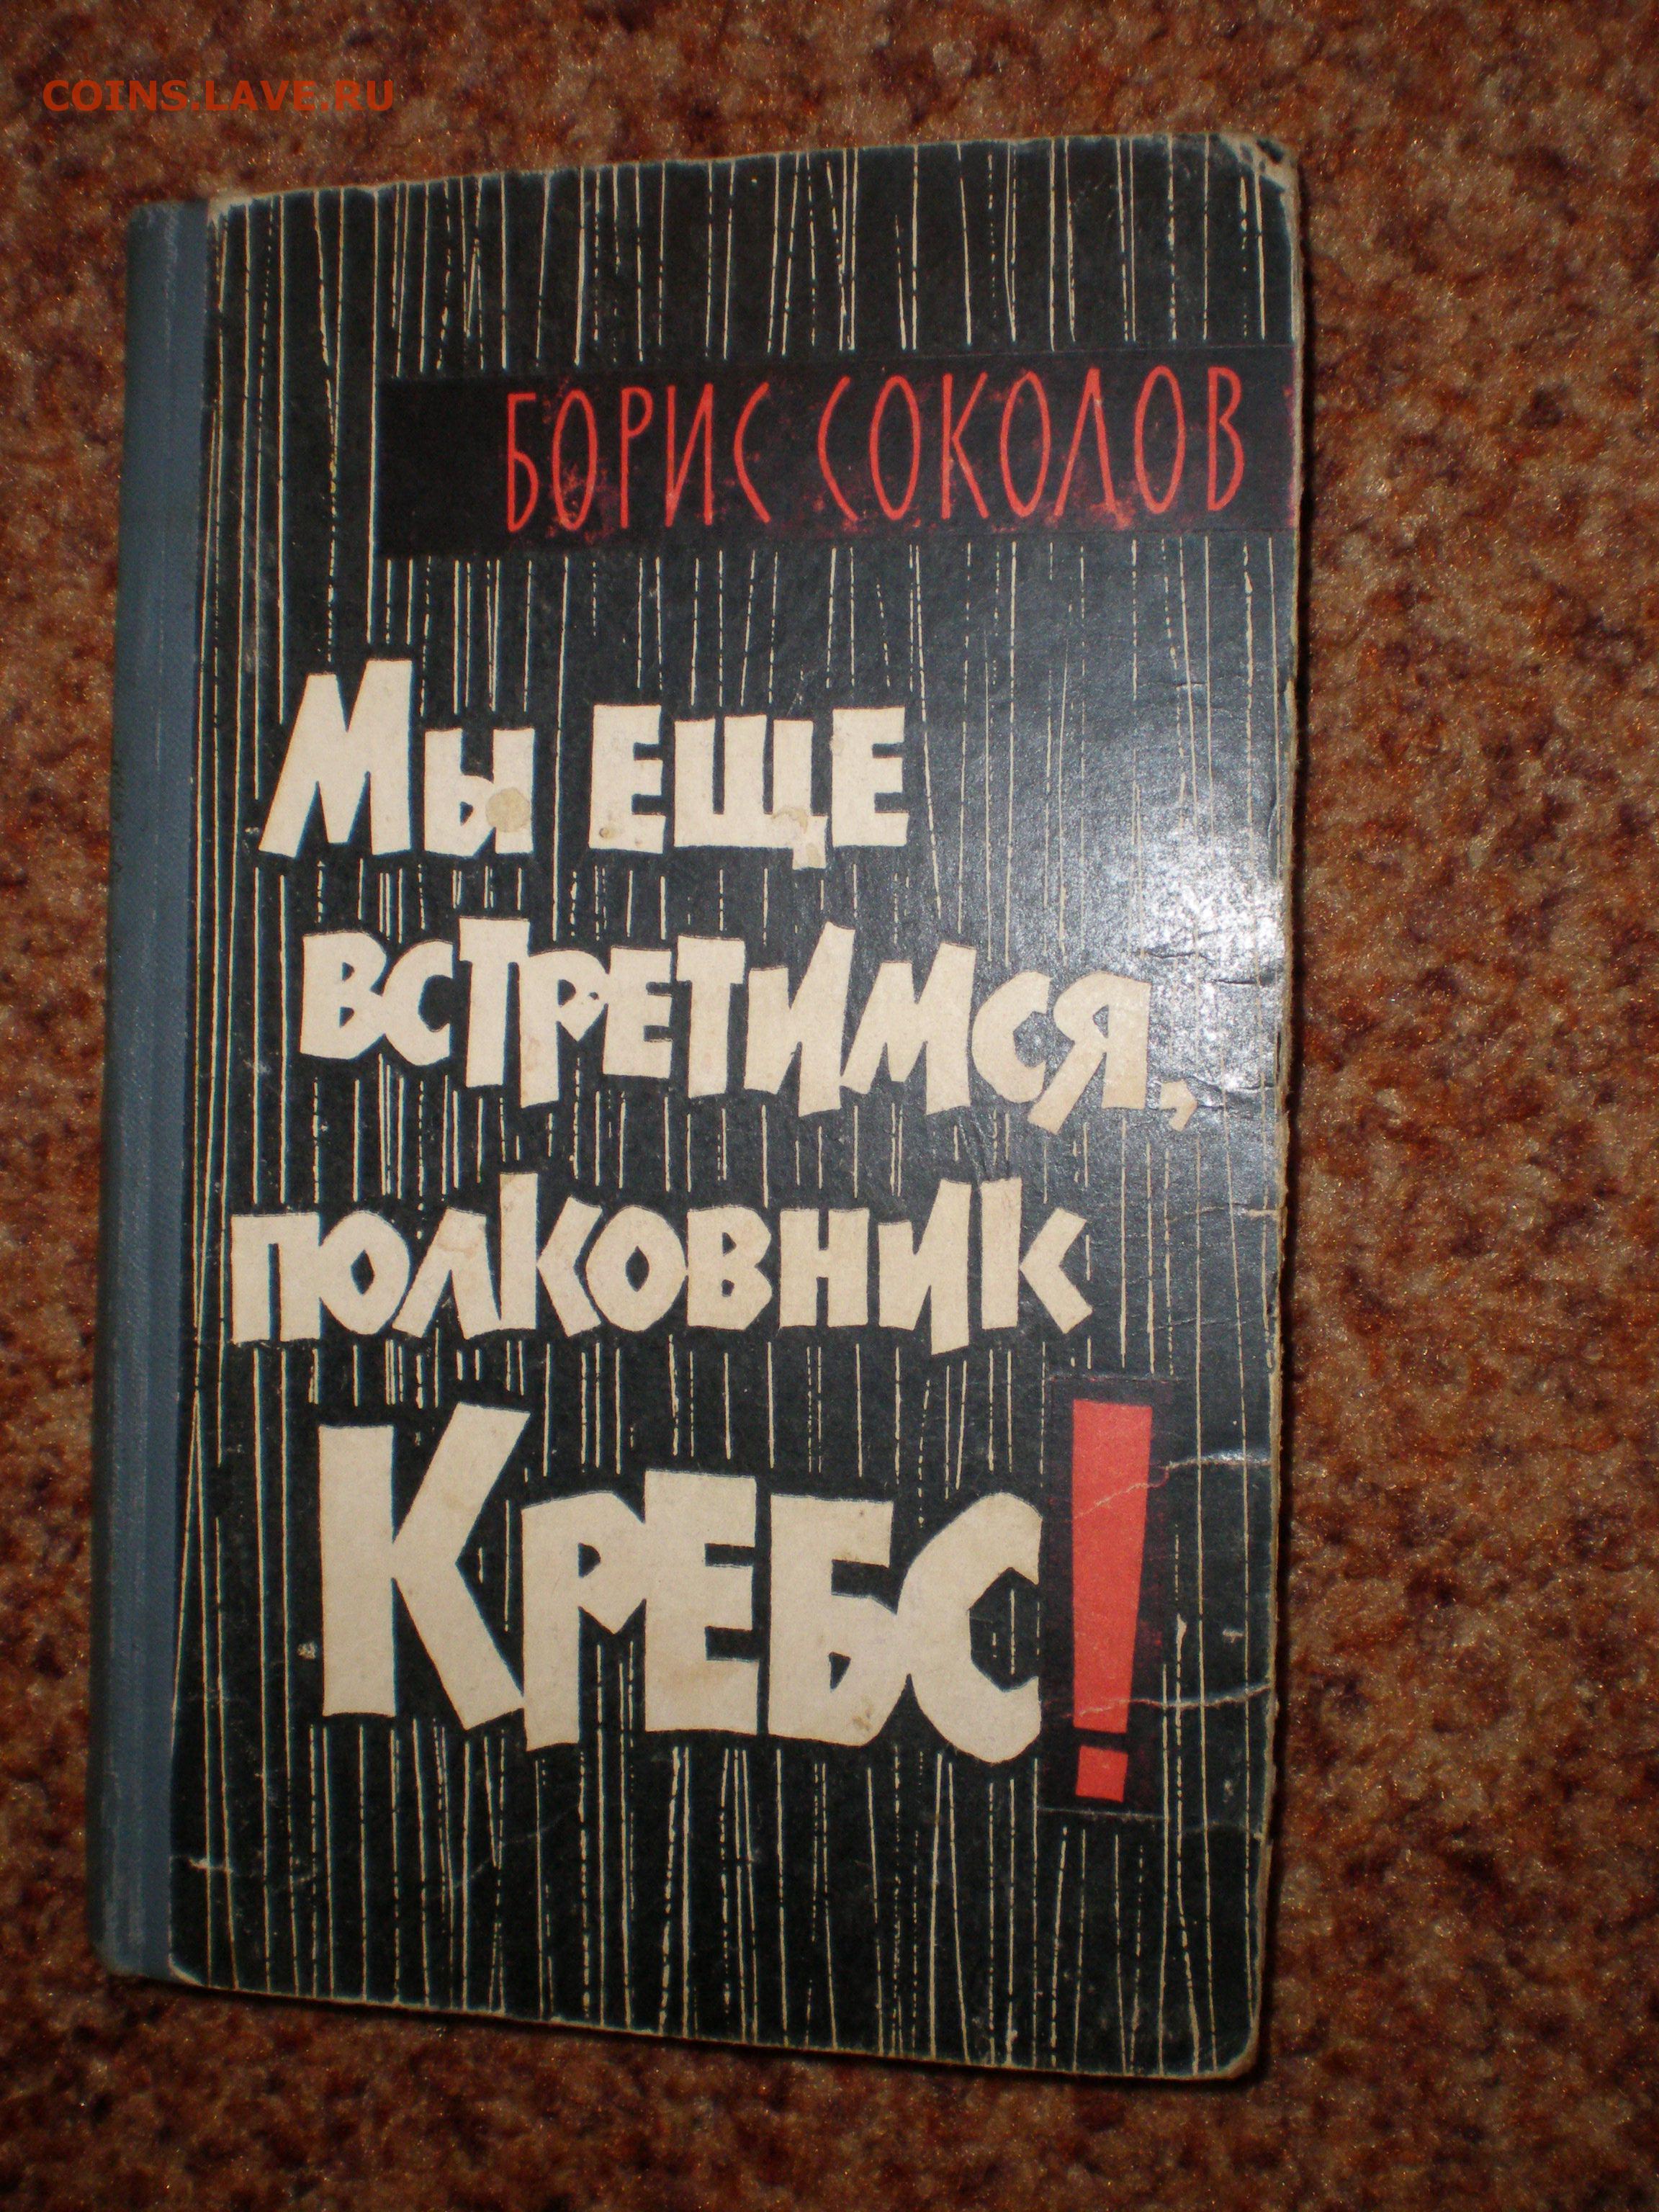 COINS.LAVE.RU
БОРИС СОКОЛОВ
Мы еще
встретимся,
полковник
Кребс!